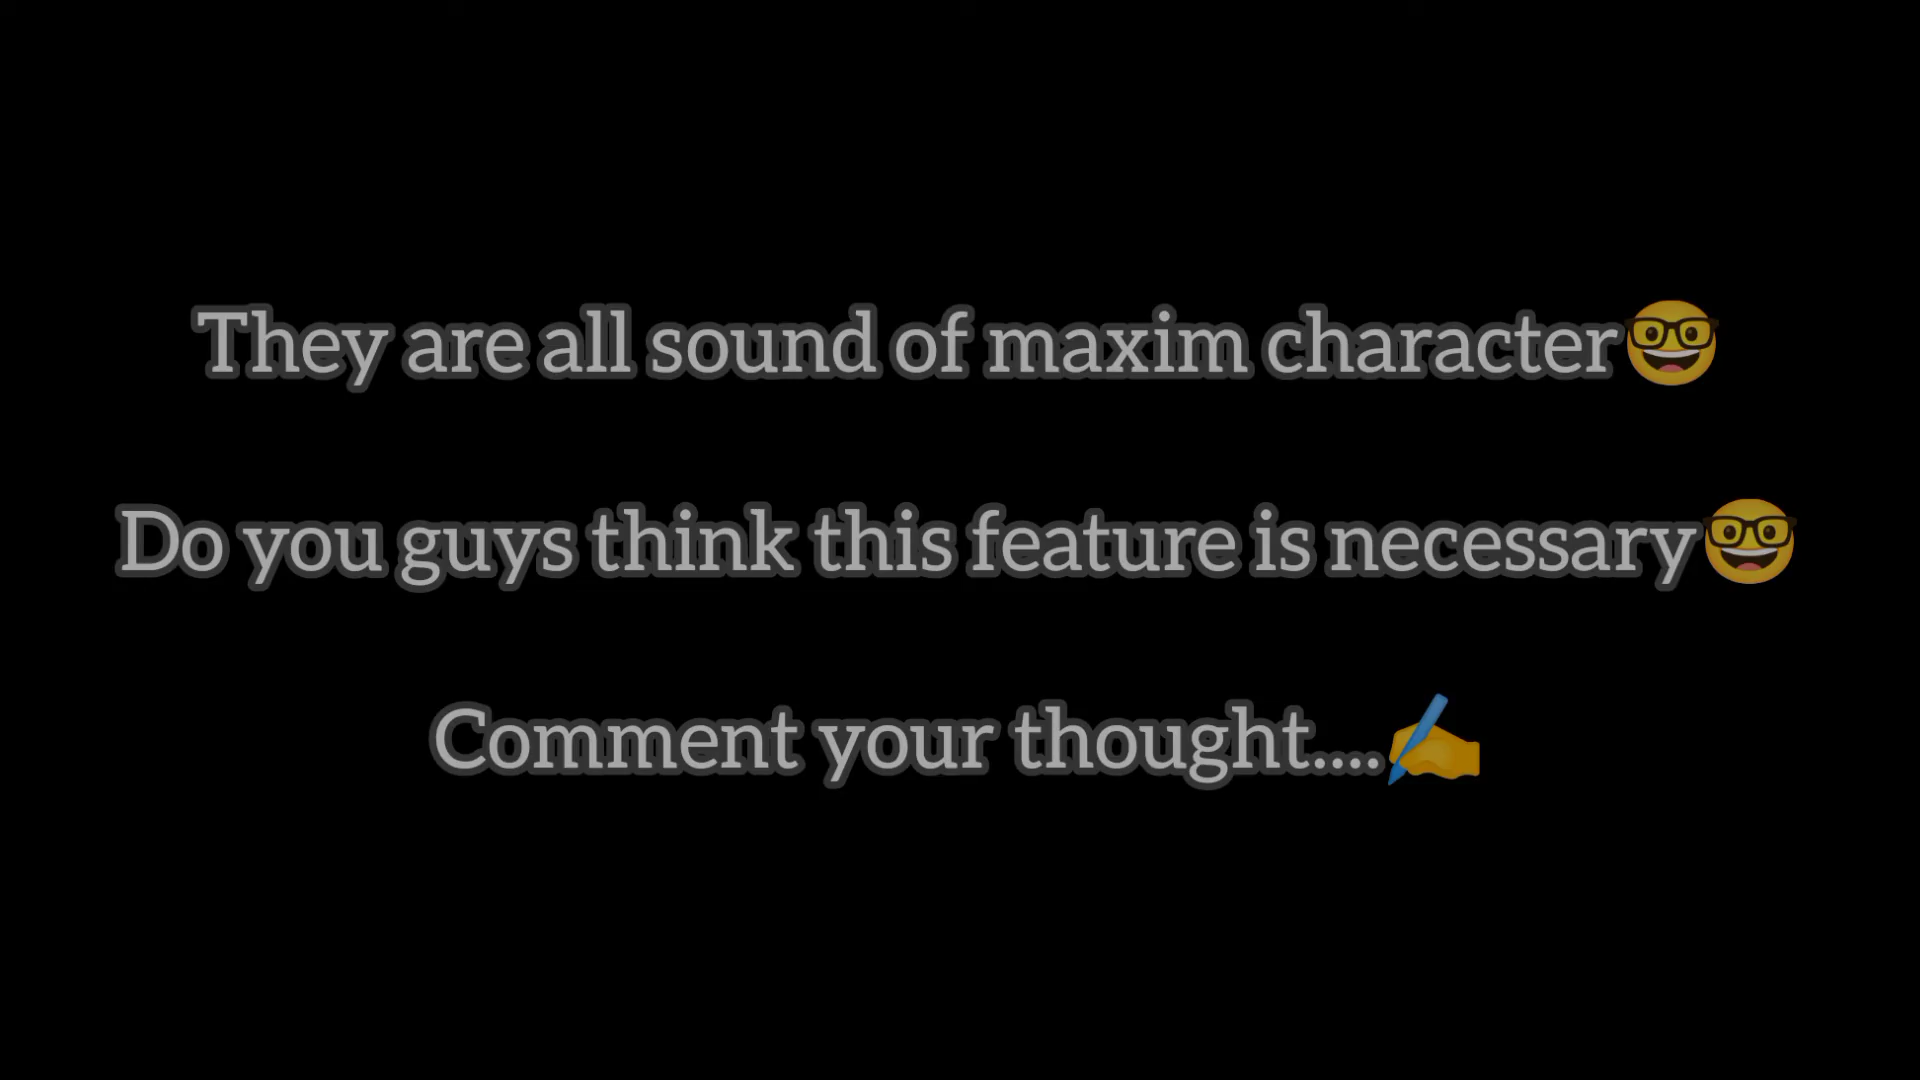 They are all sound of maxim character🤓
Do you guys think this feature is necessary🤓
Comment your thought....✍️